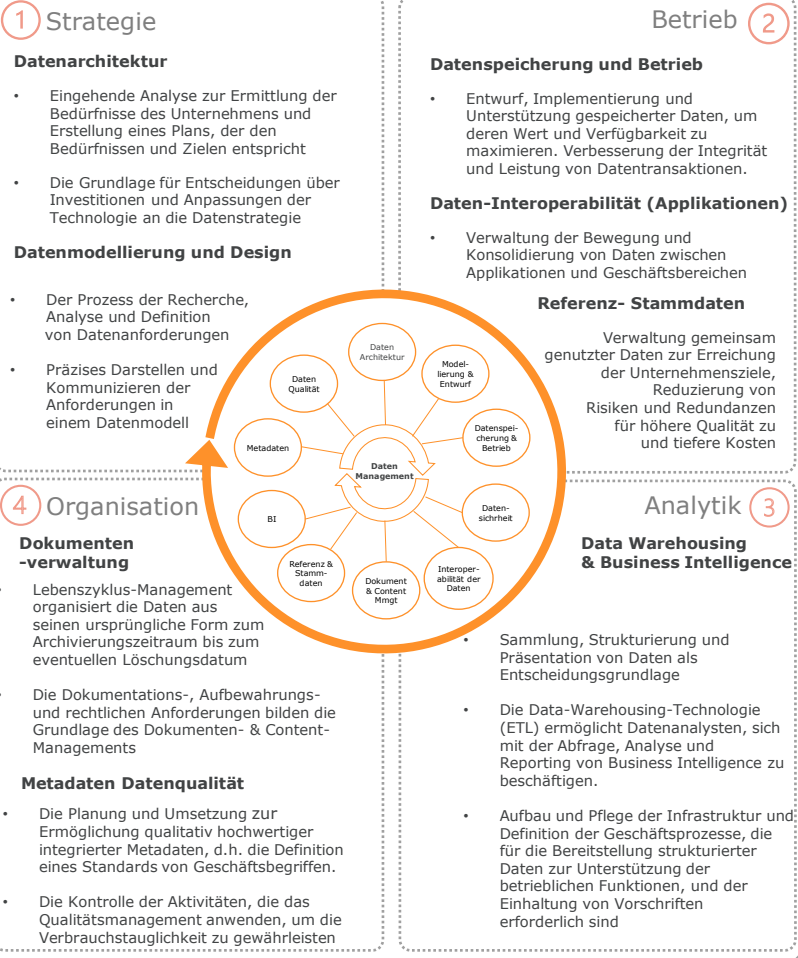 1 Strategie
Datenarchitektur
• Eingehende Analyse zur Ermittlung der
Bedürfnisse des Unternehmens und
Erstellung eines Plans, der den
Bedürfnissen und Zielen entspricht
• Die Grundlage für Entscheidungen über
Investitionen und Anpassungen der
Technologie an die Datenstrategie
Datenmodellierung und Design
• Der Prozess der Recherche,
Analyse und Definition
von Datenanforderungen
• Präzises Darstellen und
Kommunizieren der
Anforderungen in
einem Datenmodell
Betrieb 2
Datenspeicherung und Betrieb
• Entwurf, Implementierung und
Unterstützung gespeicherter Daten, um
deren Wert und Verfügbarkeit zu
maximieren. Verbesserung der Integrität
und Leistung von Datentransaktionen.
Daten-Interoperabilität (Applikationen)
• Verwaltung der Bewegung und
Konsolidierung von Daten zwischen
Applikationen und Geschäftsbereichen
Referenz- Stammdaten
Verwaltung gemeinsam
genutzter Daten zur Erreichung
der Unternehmensziele,
Reduzierung von
Risiken und Redundanzen
für höhere Qualität zu
und tiefere Kosten
Daten
Architektur
Model-
lierung &
Entwurf
Datenspei-
cherung &
Betrieb
Daten-
sichrheit
Interoper-
abilität der
Daten
Dokument
& Content
Mmgt
Referenz &
Stamm-
daten
BI
Metadaten
Daten
Qualität
Daten
Management
Analytik 3
Data Warehousing
& Business Intelligence
• Sammlung, Strukturierung und
Präsentation von Daten als
Entscheidungsgrundlage
• Die Data-Warehousing-Technologie
(ETL) ermöglicht Datenanalysten, sich
mit der Abfrage, Analyse und
Reporting von Business Intelligence zu
beschäftigen.
• Aufbau und Pflege der Infrastruktur und
Definition der Geschäftsprozesse, die
für die Bereitstellung strukturierter
Daten zur Unterstützung der
betrieblichen Funktionen, und der
Einhaltung von Vorschriften
erforderlich sind
4 Organisation
Dokumenten
-verwaltung
• Lebenszyklus-Management
organisiert die Daten aus
seinen ursprüngliche Form zum
Archivierungszeitraum bis zum
eventuellen Löschungsdatum
• Die Dokumentations-, Aufbewahrungs-
und rechtlichen Anforderungen bilden die
Grundlage des Dokumenten- & Content-
Managements
Metadaten Datenqualität
• Die Planung und Umsetzung zur
Ermöglichung qualitativ hochwertiger
integrierter Metadaten, d.h. die Definition
eines Standards von Geschäftsbegriffen.
• Die Kontrolle der Aktivitäten, die das
Qualitätsmanagement anwenden, um die
Verbrauchstauglichkeit zu gewährleisten